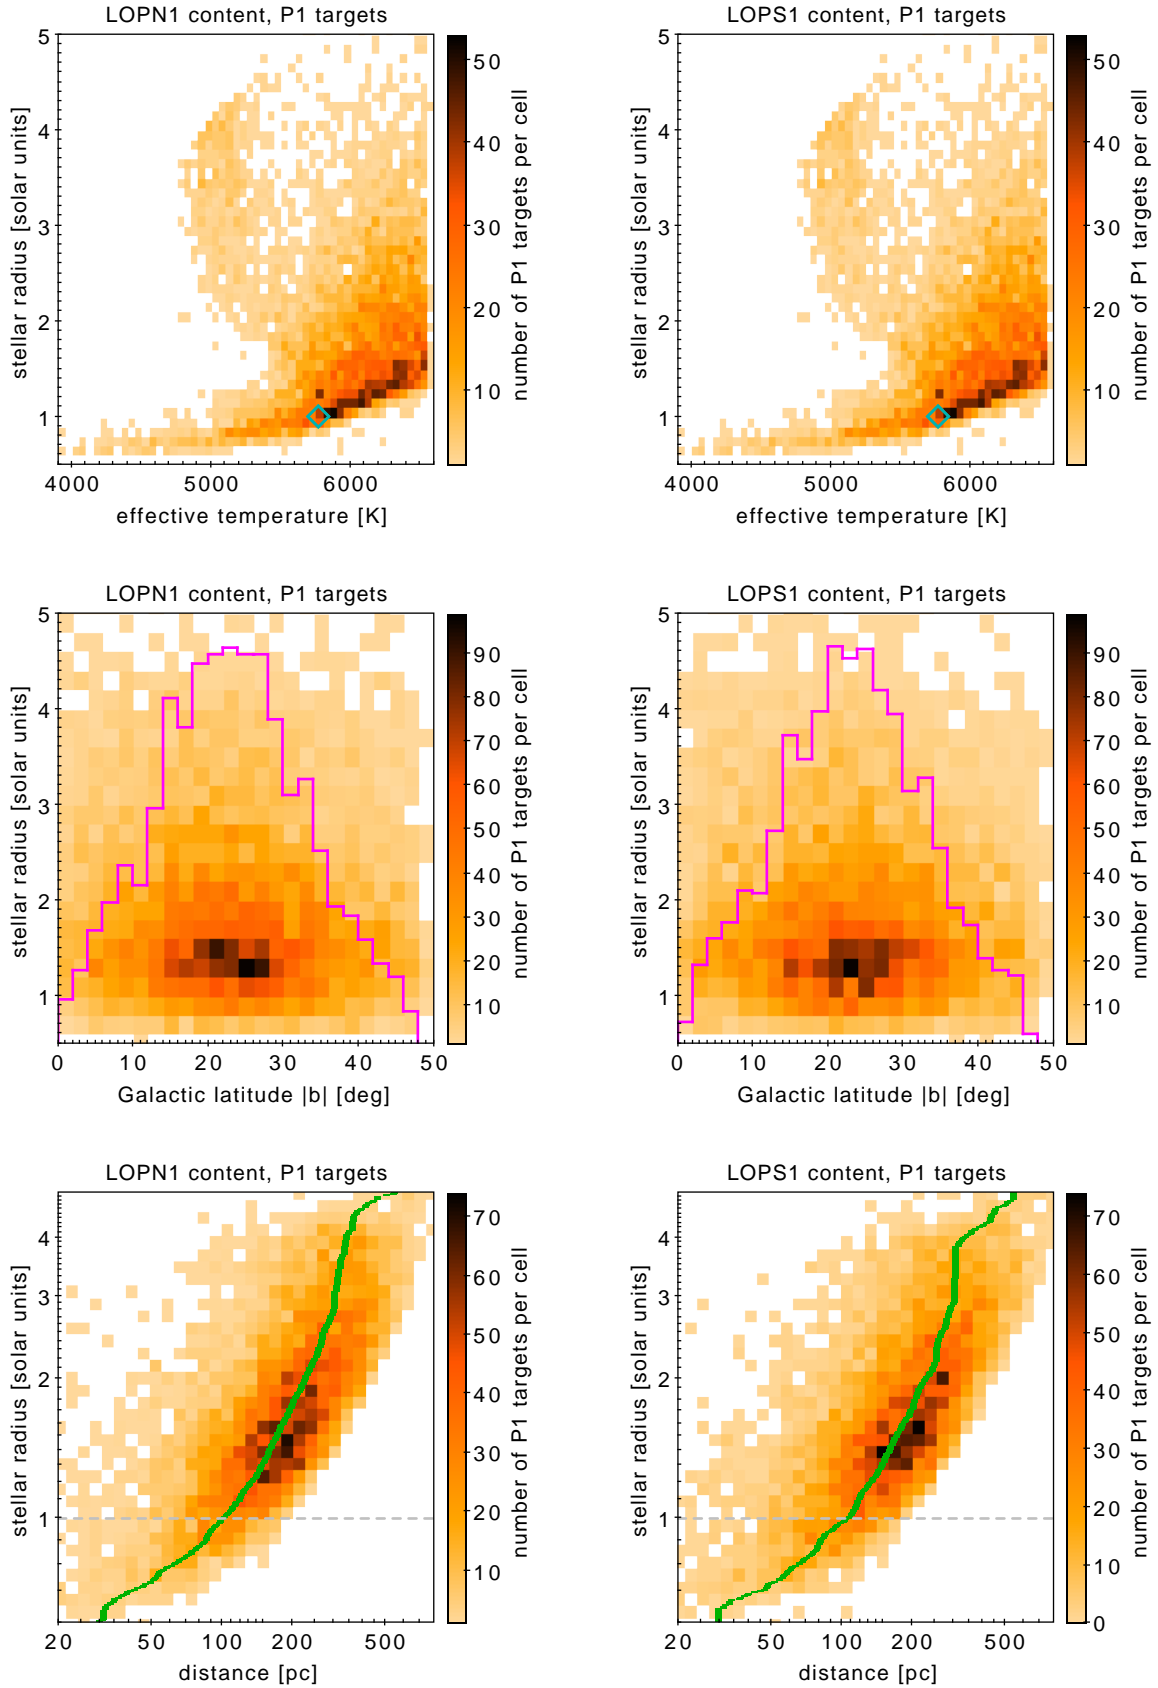 LOPN1 content, P1 targets
5
4
3
2
1
stellar radius [solar units]
4000 5000 6000
effective temperature [K]
50
40
30
20
10
number of P1 targets per cell
LOPS1 content, P1 targets
5
4
3
2
1
stellar radius [solar units]
4000 5000 6000
effective temperature [K]
50
40
30
20
10
number of P1 targets per cell
LOPN1 content, P1 targets
5
4
3
2
1
stellar radius [solar units]
0 10 20 30 40 50
Galactic latitude |b| [deg]
90
80
70
60
50
40
30
20
10
number of P1 targets per cell
LOPS1 content, P1 targets
5
4
3
2
1
stellar radius [solar units]
0 10 20 30 40 50
Galactic latitude |b| [deg]
90
80
70
60
50
40
30
20
10
number of P1 targets per cell
LOPN1 content, P1 targets
4
3
2
1
stellar radius [solar units]
20 50 100 200 500
distance [pc]
70
60
50
40
30
20
10
number of P1 targets per cell
LOPS1 content, P1 targets
4
3
2
1
stellar radius [solar units]
20 50 100 200 500
distance [pc]
70
60
50
40
30
20
10
0
number of P1 targets per cell